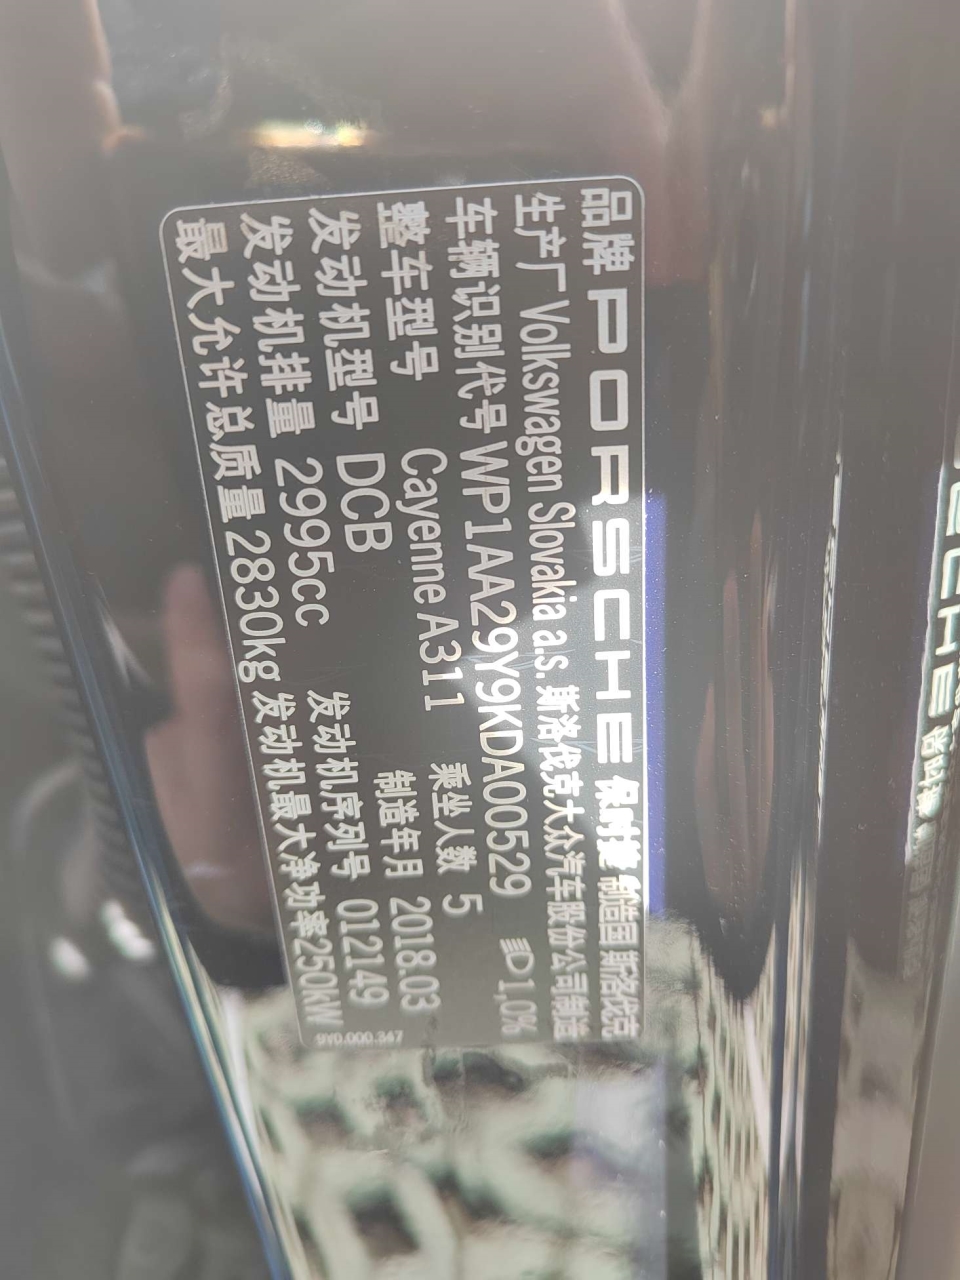 品牌 PORSCHE 保时捷 制造国 斯洛伐克
生产厂 Volkswagen Slovakia a.s. 斯洛伐克大众汽车股份公司制造
车辆识别代号 WP1AA29Y9KDA00529 1,0%
整车型号 Cayenne A311 乘坐人数 5
制造年月 2018.03
发动机型号 DCB 发动机序列号 012149
发动机排量 2995cc
最大允许总质量 2830kg 发动机最大净功率 250kW
9Y0.000.347